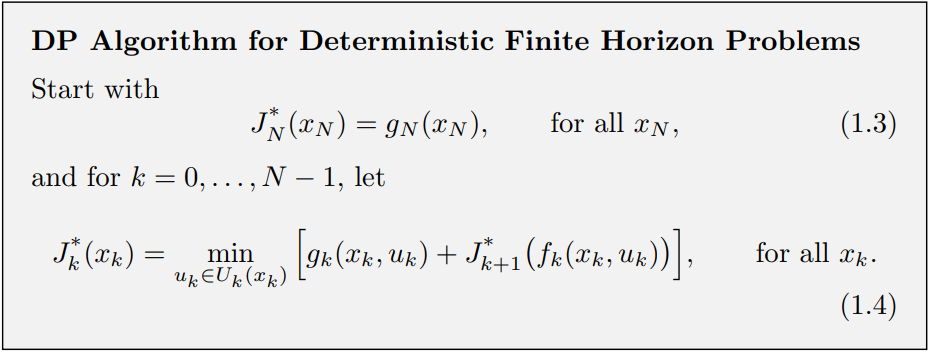 DP Algorithm for Deterministic Finite Horizon Problems
Start with
J*_N(x_N) = g_N(x_N), for all x_N, (1.3)
and for k = 0, . . . , N − 1, let
J*_k(x_k) = min_{u_k∈U_k(x_k)} [g_k(x_k, u_k) + J*_{k+1}(f_k(x_k, u_k))], for all x_k.
(1.4)